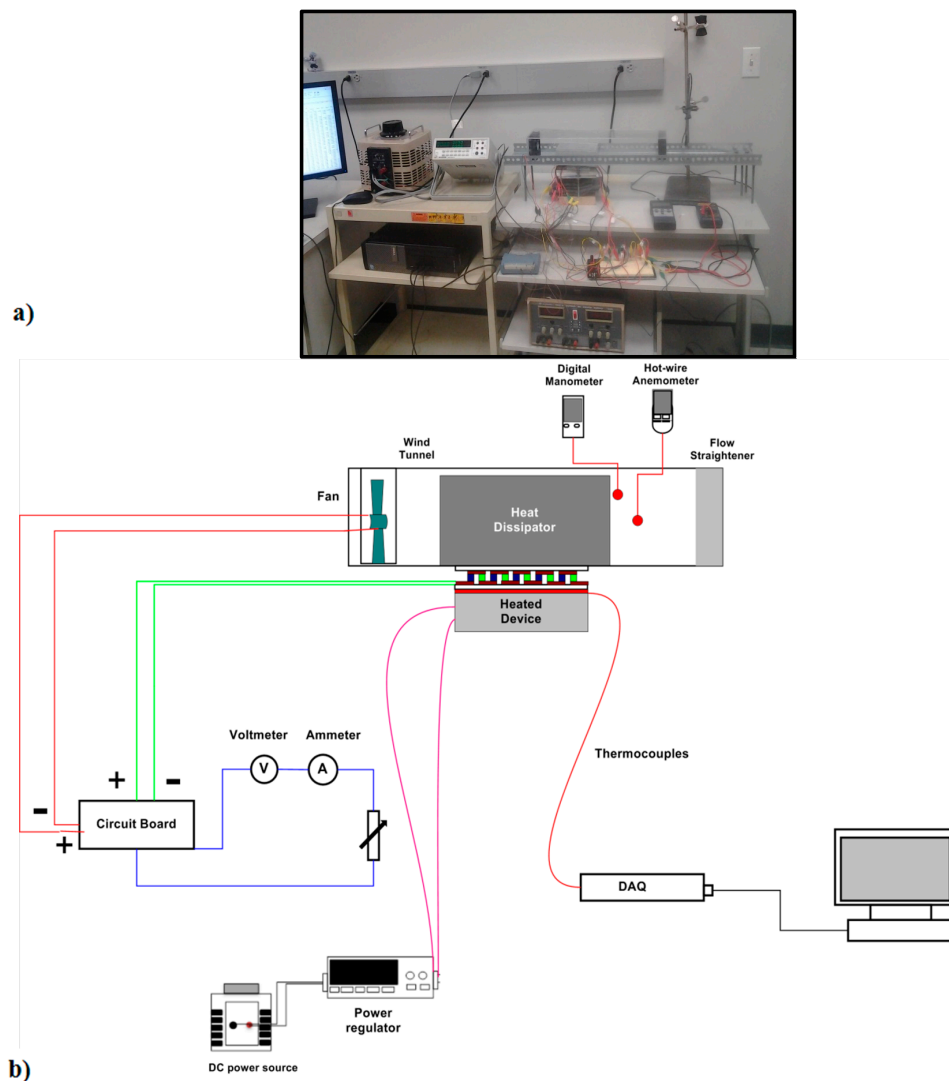 a)
Digital
Manometer
Hot-wire
Anemometer
Wind
Tunnel
Flow
Straightener
Fan
Heat
Dissipator
Heated
Device
Voltmeter
Ammeter
Thermocouples
+
-
V
A
-
Circuit Board
+
DAQ
Power
regulator
DC power source
b)